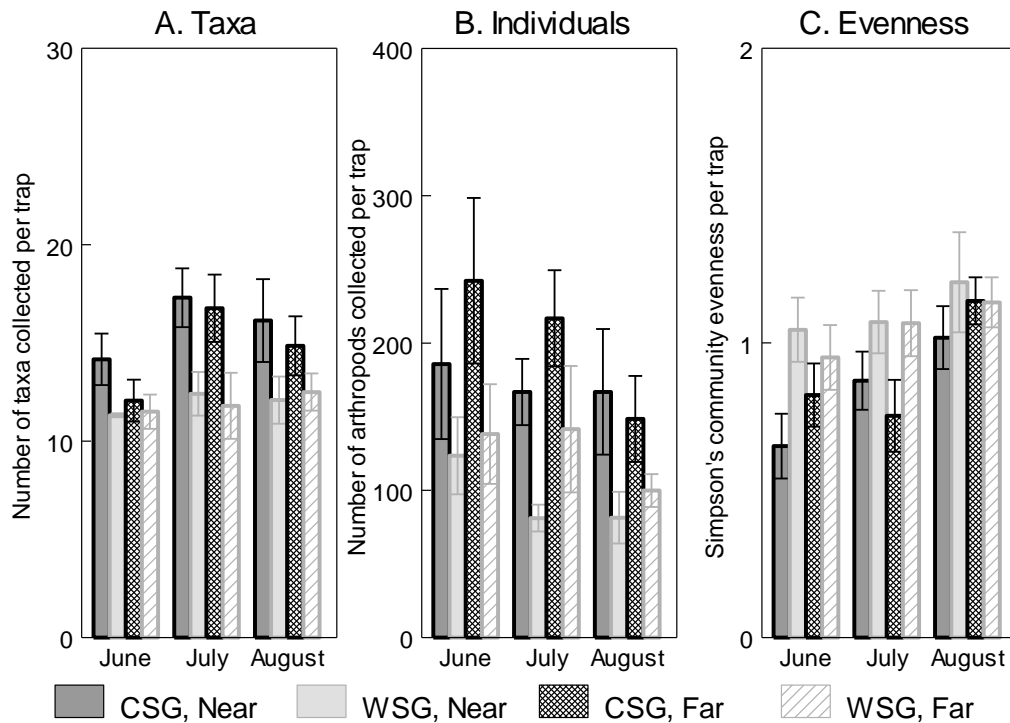 A. Taxa
B. Individuals
C. Evenness
Number of taxa collected per trap
30
20
10
0
June July August
Number of arthropods collected per trap
400
300
200
100
0
June July August
Simpson's community evenness per trap
2
1
0
June July August
CSG, Near WSG, Near CSG, Far WSG, Far